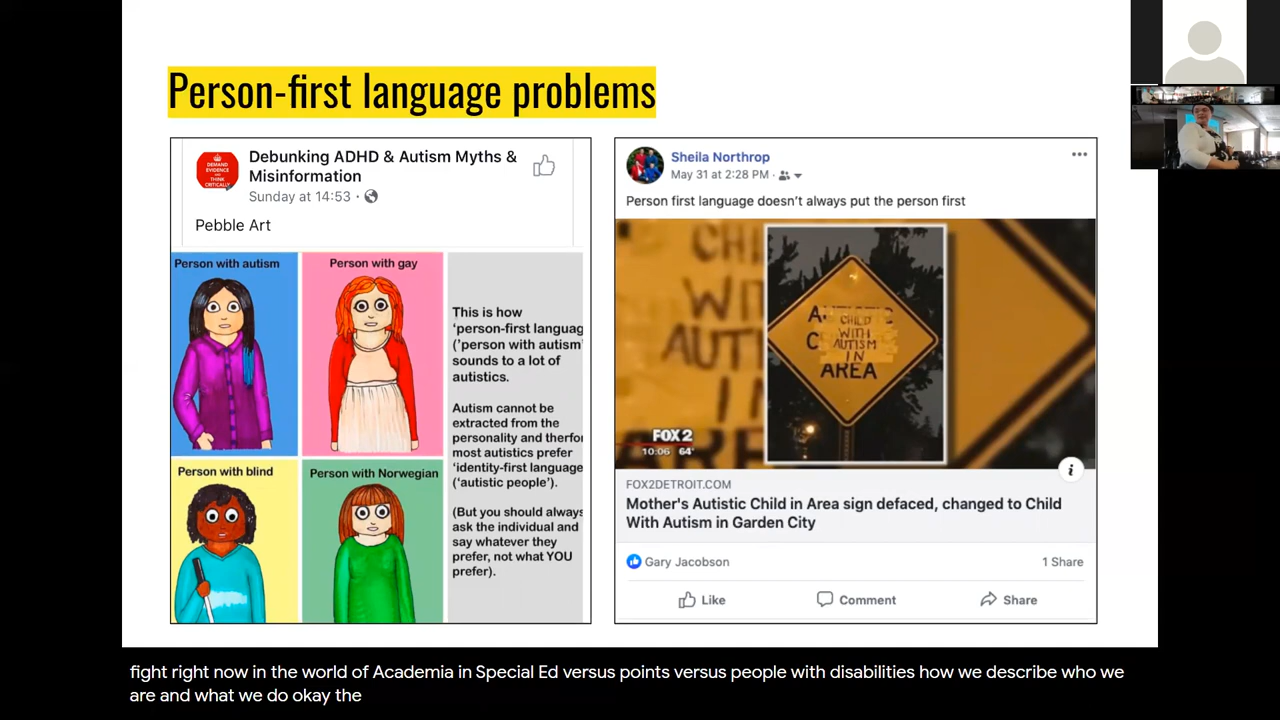 Person-first language problems
Debunking ADHD & Autism Myths &
Misinformation
Sunday at 14:53
Pebble Art
DEMAND
EVIDENCE
AND
THINK
CRITICALLY
Person with autism
Person with gay
Person with blind
Person with Norwegian
This is how
'person-first languag
('person with autism'
sounds to a lot of
autistics.
Autism cannot be
extracted from the
personality and therfor
most autistics prefer
'identity-first language
('autistic people').
(But you should always
ask the individual and
say whatever they
prefer, not what YOU
prefer).
Sheila Northrop
May 31 at 2:28 PM
Person first language doesn't always put the person first
CHILD
WITH
AUTISM
IN
AREA
FOX 2
10:06 64°
FOX2DETROIT.COM
Mother's Autistic Child in Area sign defaced, changed to Child
With Autism in Garden City
Gary Jacobson
1 Share
Like
Comment
Share
fight right now in the world of Academia in Special Ed versus points versus people with disabilities how we describe who we
are and what we do okay the